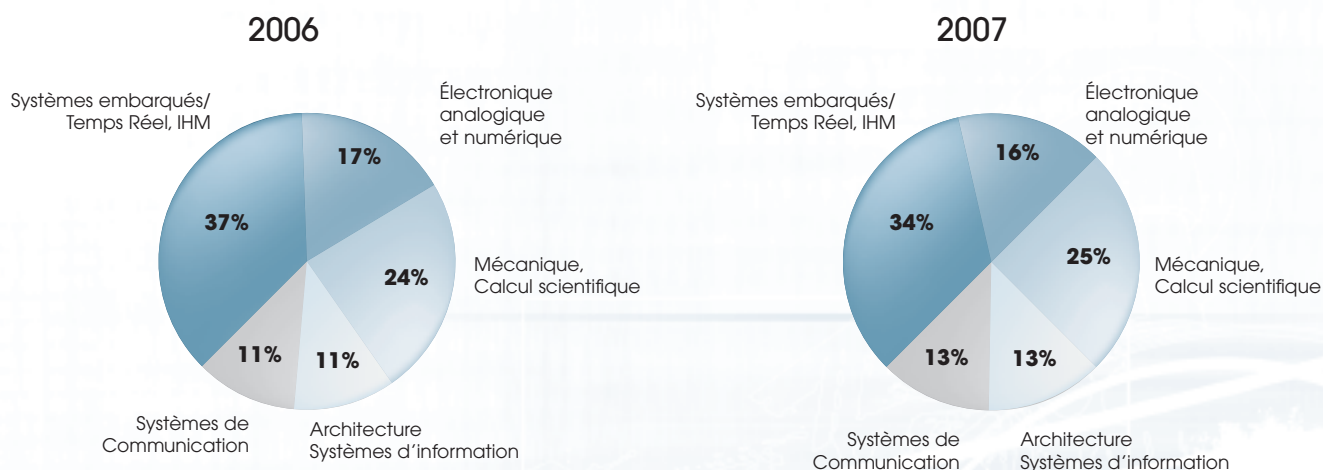 2006
Systèmes embarqués/
Temps Réel, IHM
Électronique
analogique
et numérique
17%
37%
24%
Mécanique,
Calcul scientifique
11%
11%
Systèmes de
Communication
Architecture
Systèmes d'information
2007
Systèmes embarqués/
Temps Réel, IHM
Électronique
analogique
et numérique
16%
34%
25%
Mécanique,
Calcul scientifique
13%
13%
Systèmes de
Communication
Architecture
Systèmes d'information